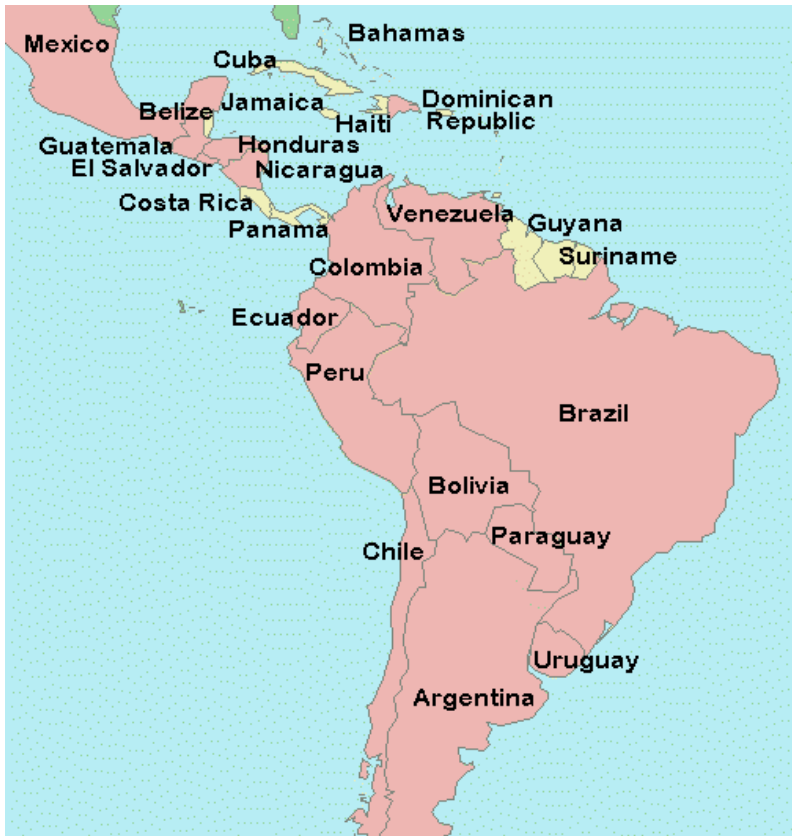 Mexico
Bahamas
Cuba
Jamaica
Dominican
Republic
Belize
Haiti
Guatemala
Honduras
El Salvador
Nicaragua
Costa Rica
Panama
Venezuela
Guyana
Suriname
Colombia
Ecuador
Peru
Brazil
Bolivia
Paraguay
Chile
Uruguay
Argentina